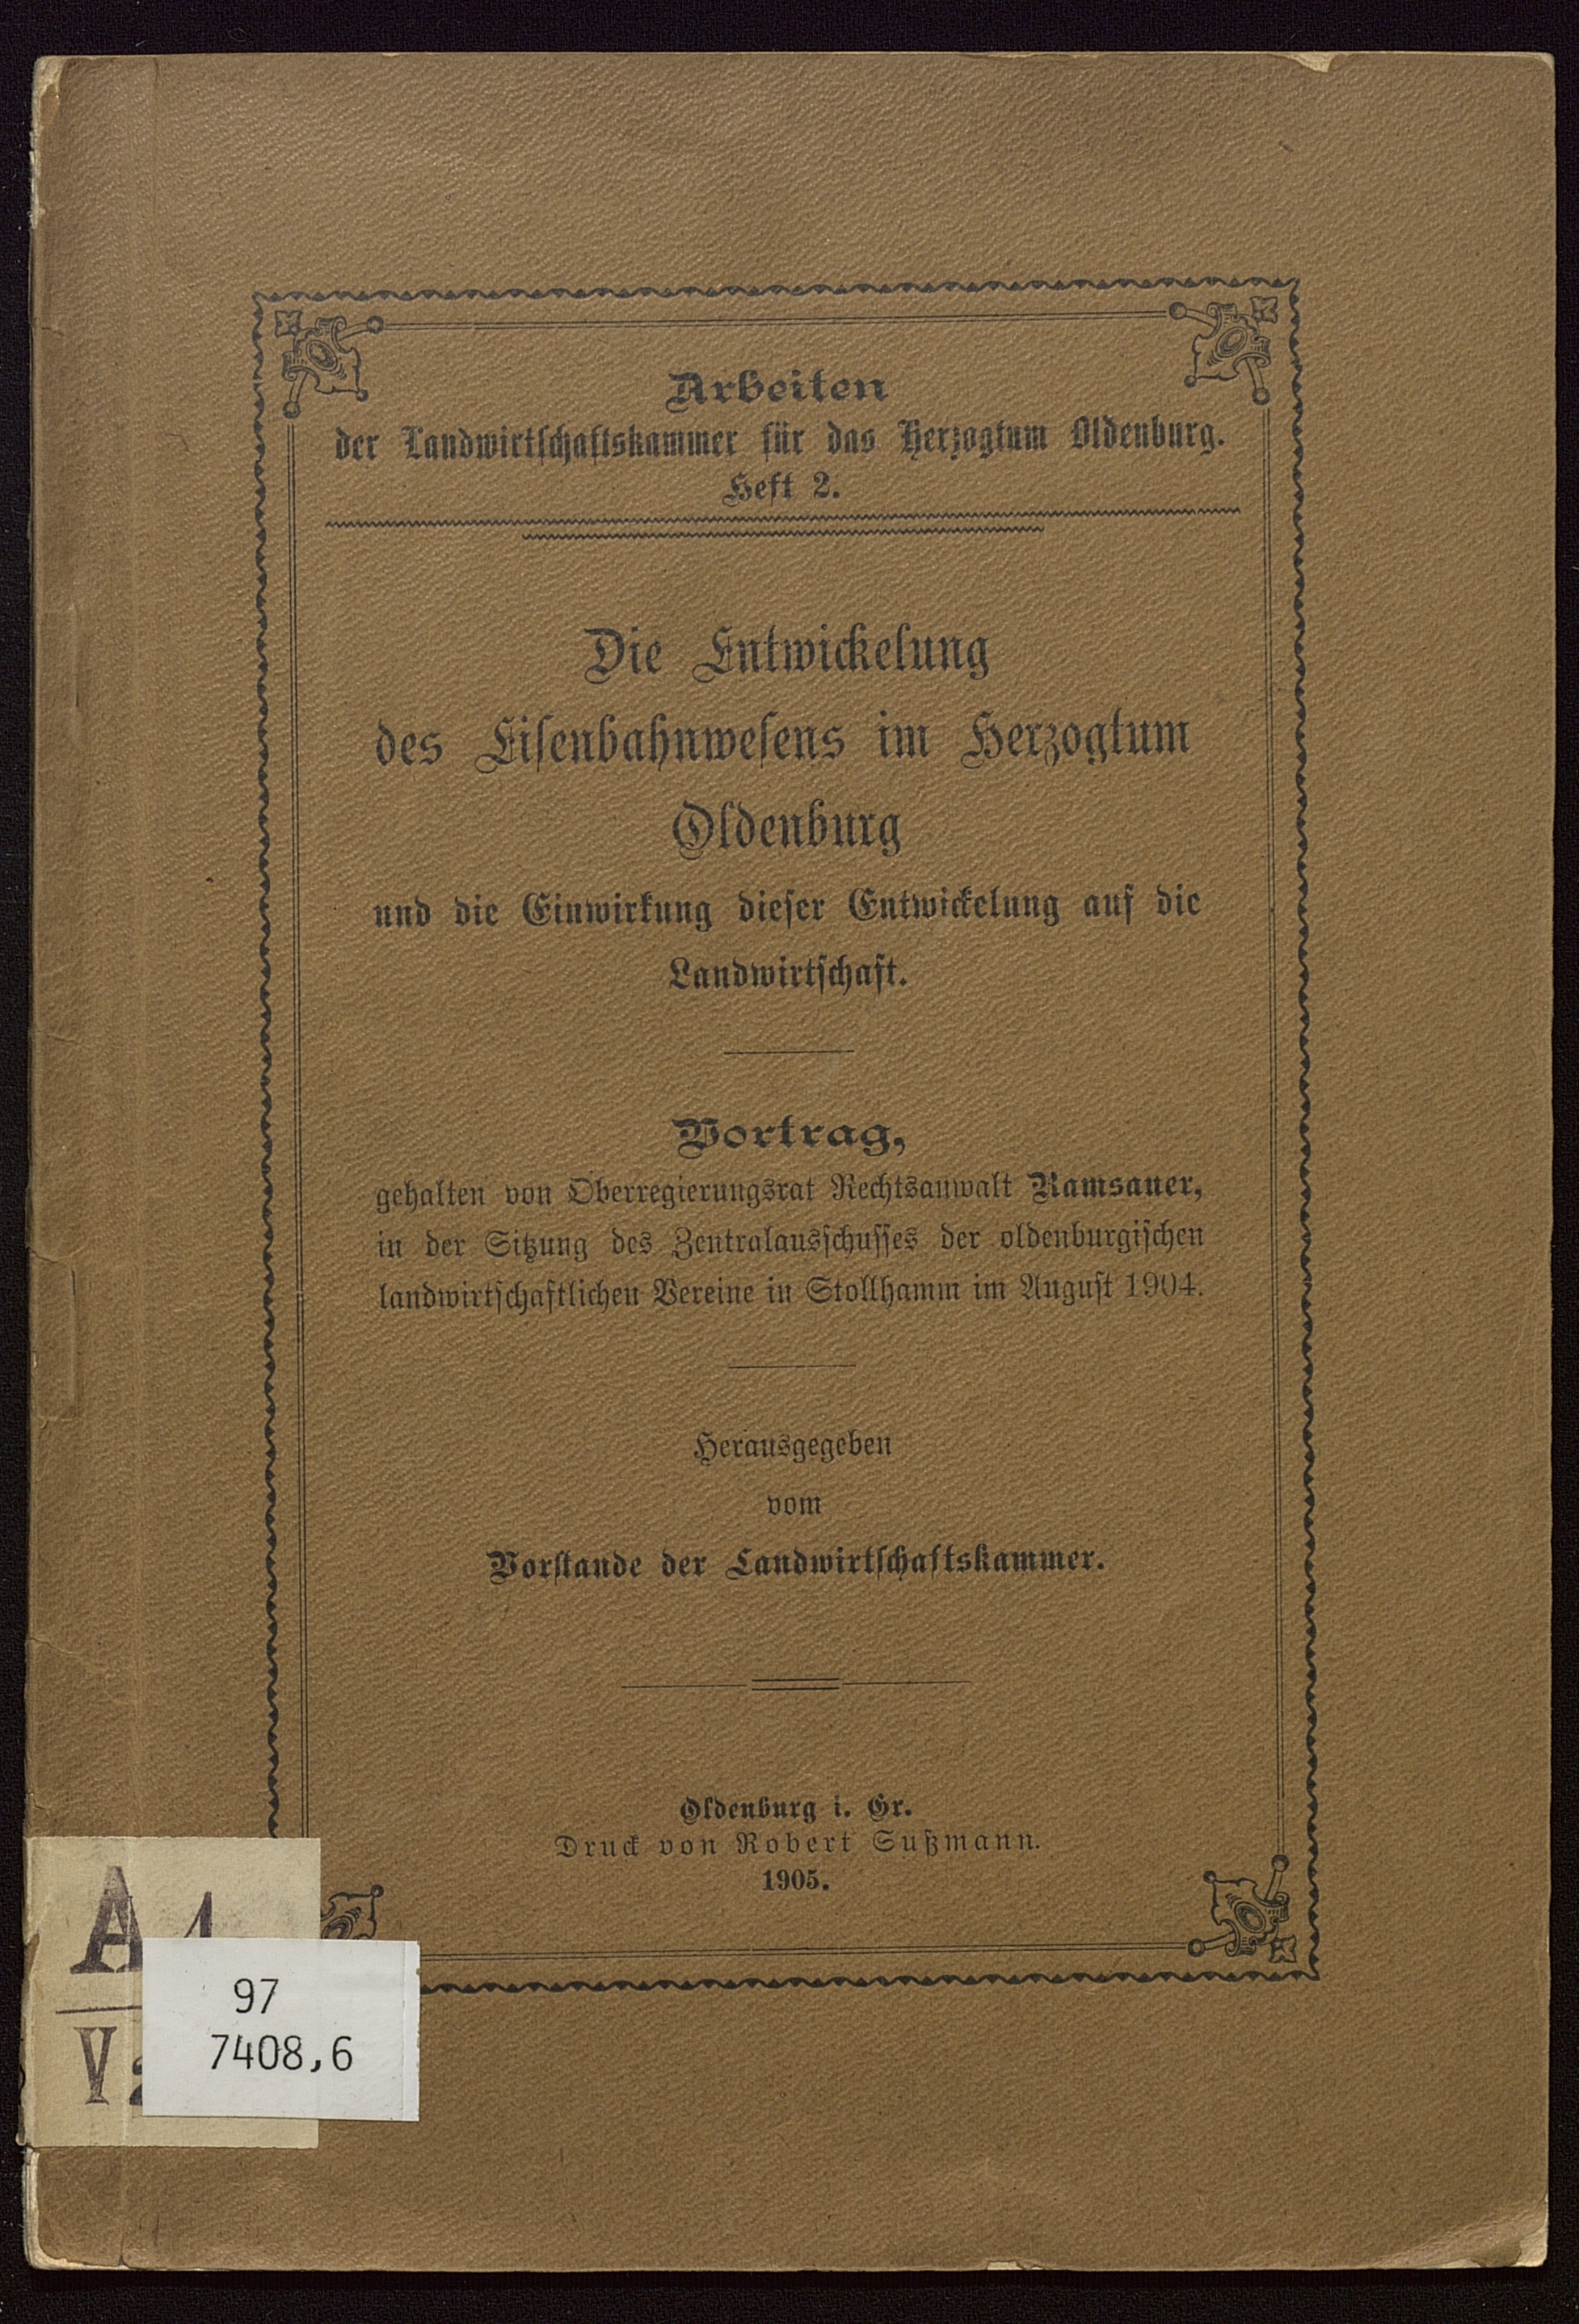 Arbeiten
der Landwirtschaftskammer für das Herzogtum Oldenburg.
Heft 2.
Die Entwickelung
des Eisenbahnwesens im Herzogtum
Oldenburg
und die Einwirkung dieser Entwickelung auf die
Landwirtschaft.
Vortrag,
gehalten von Oberregierungsrat Rechtsanwalt Ramsauer,
in der Sitzung des Zentralausschusses der oldenburgischen
landwirtschaftlichen Vereine in Stollhamm im August 1904.
Herausgegeben
vom
Vorstande der Landwirtschaftskammer.
Oldenburg i. Gr.
Druck von Robert Sußmann.
1905.
A 1
V
97
7408,6